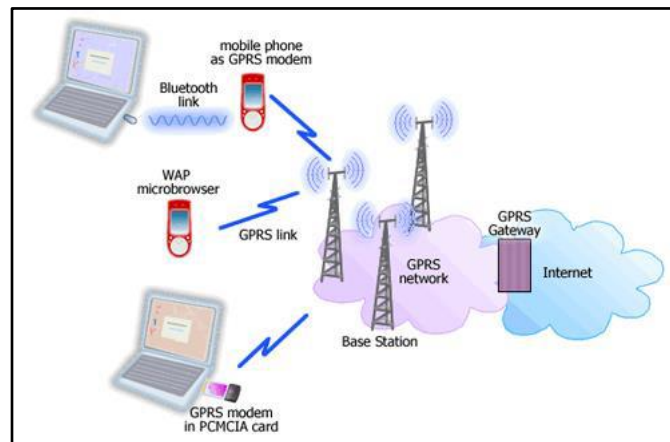 mobile phone
as GPRS modem
Bluetooth
link
WAP
microbrowser
GPRS link
GPRS
Gateway
GPRS
network
Internet
Base Station
GPRS modem
in PCMCIA card